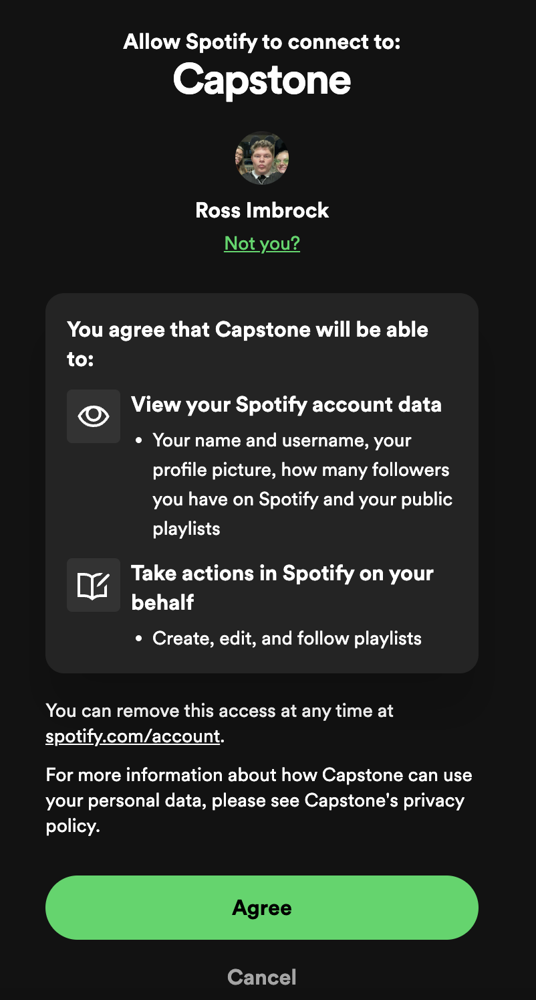 Allow Spotify to connect to:
Capstone
Ross Imbrock
Not you?
You agree that Capstone will be able
to:
View your Spotify account data
• Your name and username, your
profile picture, how many followers
you have on Spotify and your public
playlists
Take actions in Spotify on your
behalf
• Create, edit, and follow playlists
You can remove this access at any time at
spotify.com/account.
For more information about how Capstone can use
your personal data, please see Capstone's privacy
policy.
Agree
Cancel